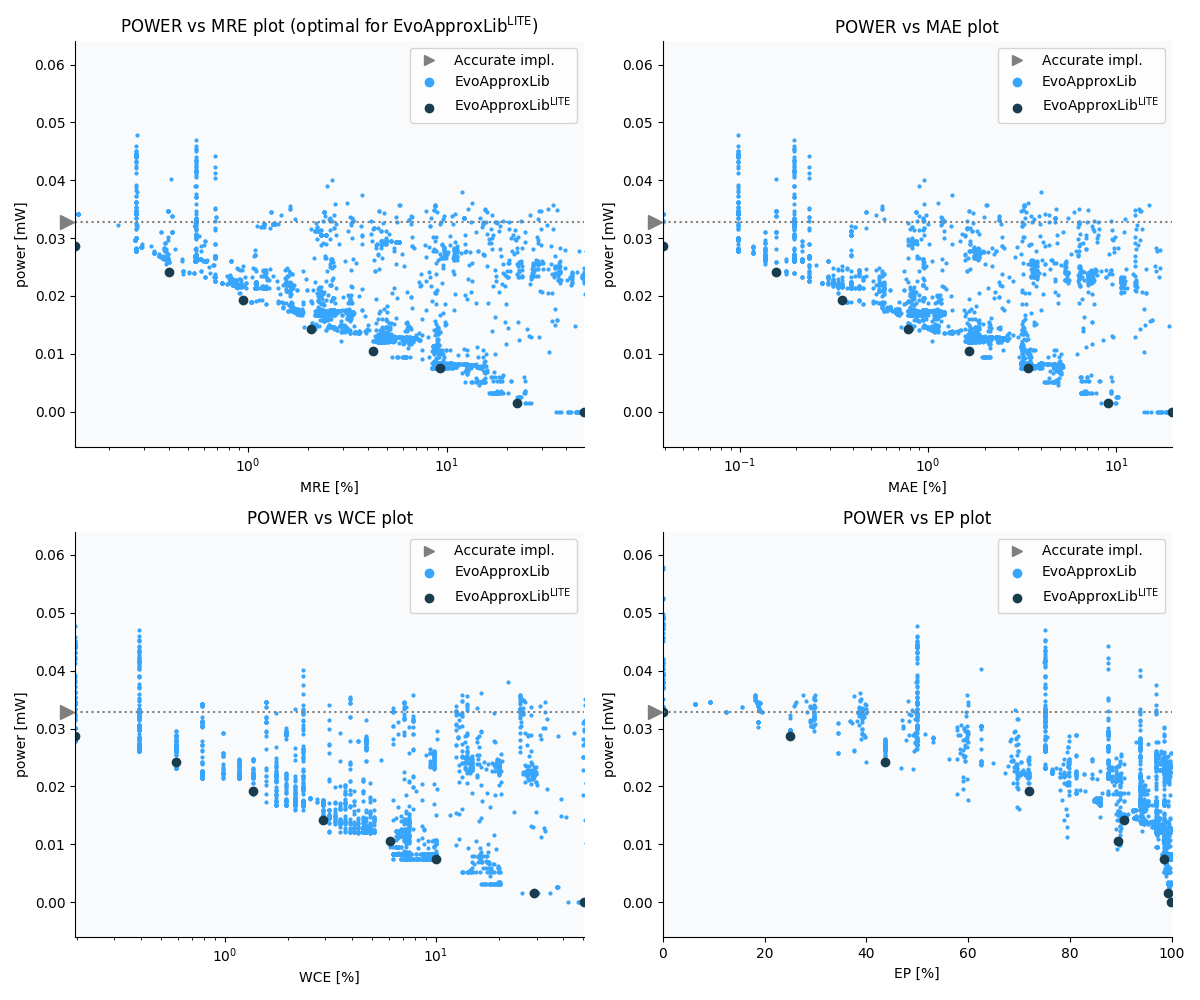 POWER vs MRE plot (optimal for EvoApproxLib^LITE)
Accurate impl.
EvoApproxLib
EvoApproxLib^LITE
0.06
0.05
0.04
0.03
0.02
0.01
0.00
power [mW]
10^0
10^1
MRE [%]
POWER vs MAE plot
Accurate impl.
EvoApproxLib
EvoApproxLib^LITE
0.06
0.05
0.04
0.03
0.02
0.01
0.00
power [mW]
10^−1
10^0
10^1
MAE [%]
POWER vs WCE plot
Accurate impl.
EvoApproxLib
EvoApproxLib^LITE
0.06
0.05
0.04
0.03
0.02
0.01
0.00
power [mW]
10^0
10^1
WCE [%]
POWER vs EP plot
Accurate impl.
EvoApproxLib
EvoApproxLib^LITE
0.06
0.05
0.04
0.03
0.02
0.01
0.00
power [mW]
0 20 40 60 80 100
EP [%]